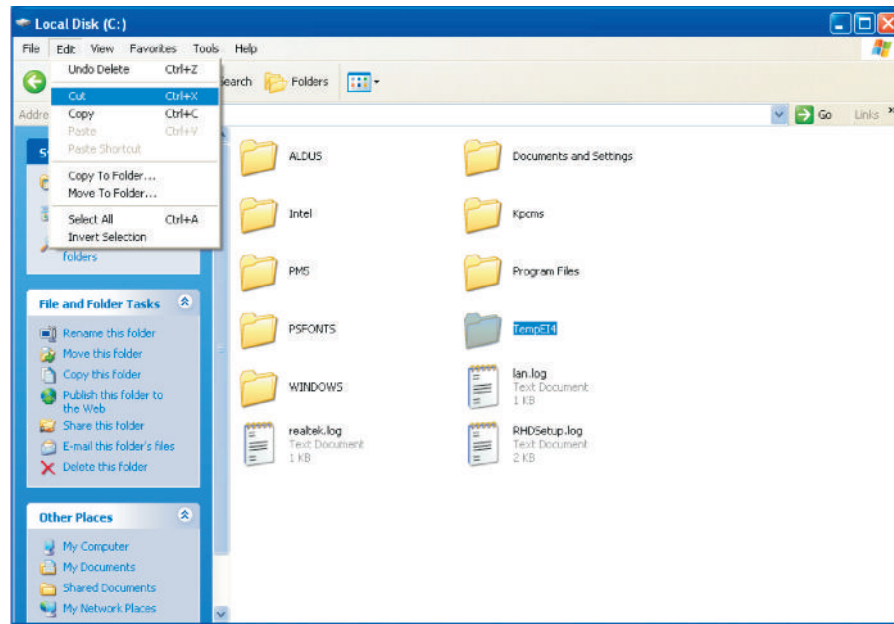 Local Disk (C:)
File Edit View Favorites Tools Help
Undo Delete Ctrl+Z
Cut Ctrl+X
Copy Ctrl+C
Paste Ctrl+V
Paste Shortcut
Copy To Folder...
Move To Folder...
Select All Ctrl+A
Invert Selection
earch Folders
Addre Go Links »
S
folders
File and Folder Tasks
Rename this folder
Move this folder
Copy this folder
Publish this folder to
the Web
Share this folder
E-mail this folder's files
Delete this folder
Other Places
My Computer
My Documents
Shared Documents
My Network Places
ALDUS Documents and Settings
Intel Kpcms
PM5 Program Files
PSFONTS TempEI4
WINDOWS
lan.log
Text Document
1 KB
realtek.log
Text Document
1 KB
RHDSetup.log
Text Document
2 KB